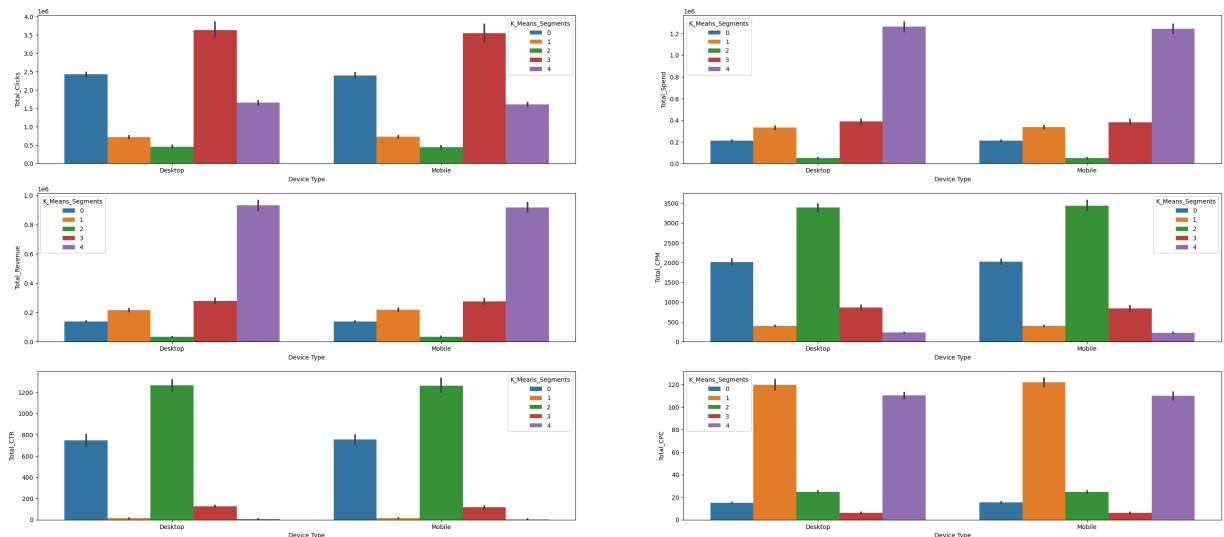 1e6
4.0
3.5
3.0
2.5
2.0
1.5
1.0
0.5
0.0
Total_Clicks
Desktop
Mobile
Device Type
K_Means_Segments
0
1
2
3
4
1e6
1.2
1.0
0.8
0.6
0.4
0.2
0.0
Total_Spend
Desktop
Mobile
Device Type
K_Means_Segments
0
1
2
3
4
1e6
1.0
0.8
0.6
0.4
0.2
0.0
Total_Revenue
Desktop
Mobile
Device Type
K_Means_Segments
0
1
2
3
4
3500
3000
2500
2000
1500
1000
500
0
Total_CPM
Desktop
Mobile
Device Type
K_Means_Segments
0
1
2
3
4
1200
1000
800
600
400
200
0
Total_CTR
Desktop
Mobile
Device Type
K_Means_Segments
0
1
2
3
4
120
100
80
60
40
20
0
Total_CPC
Desktop
Mobile
Device Type
K_Means_Segments
0
1
2
3
4